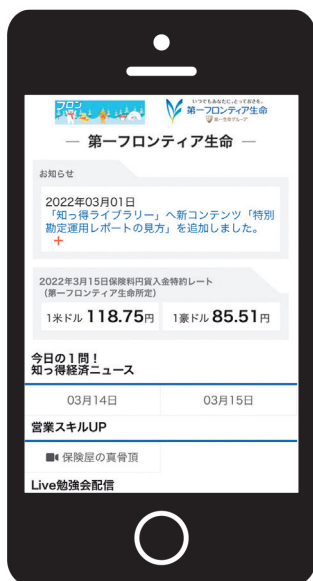 フロン
いつでもあなたに、とっておきを。
第一フロンティア生命
第一生命グループ
― 第一フロンティア生命 ―
お知らせ
2022年03月01日
「知っ得ライブラリー」へ新コンテンツ「特別
勘定運用レポートの見方」を追加しました。
+
2022年3月15日保険料円貨入金特約レート
(第一フロンティア生命所定)
1米ドル 118.75円 1豪ドル 85.51円
今日の1問！
知っ得経済ニュース
03月14日 03月15日
営業スキルUP
保険屋の真骨頂
Live勉強会配信